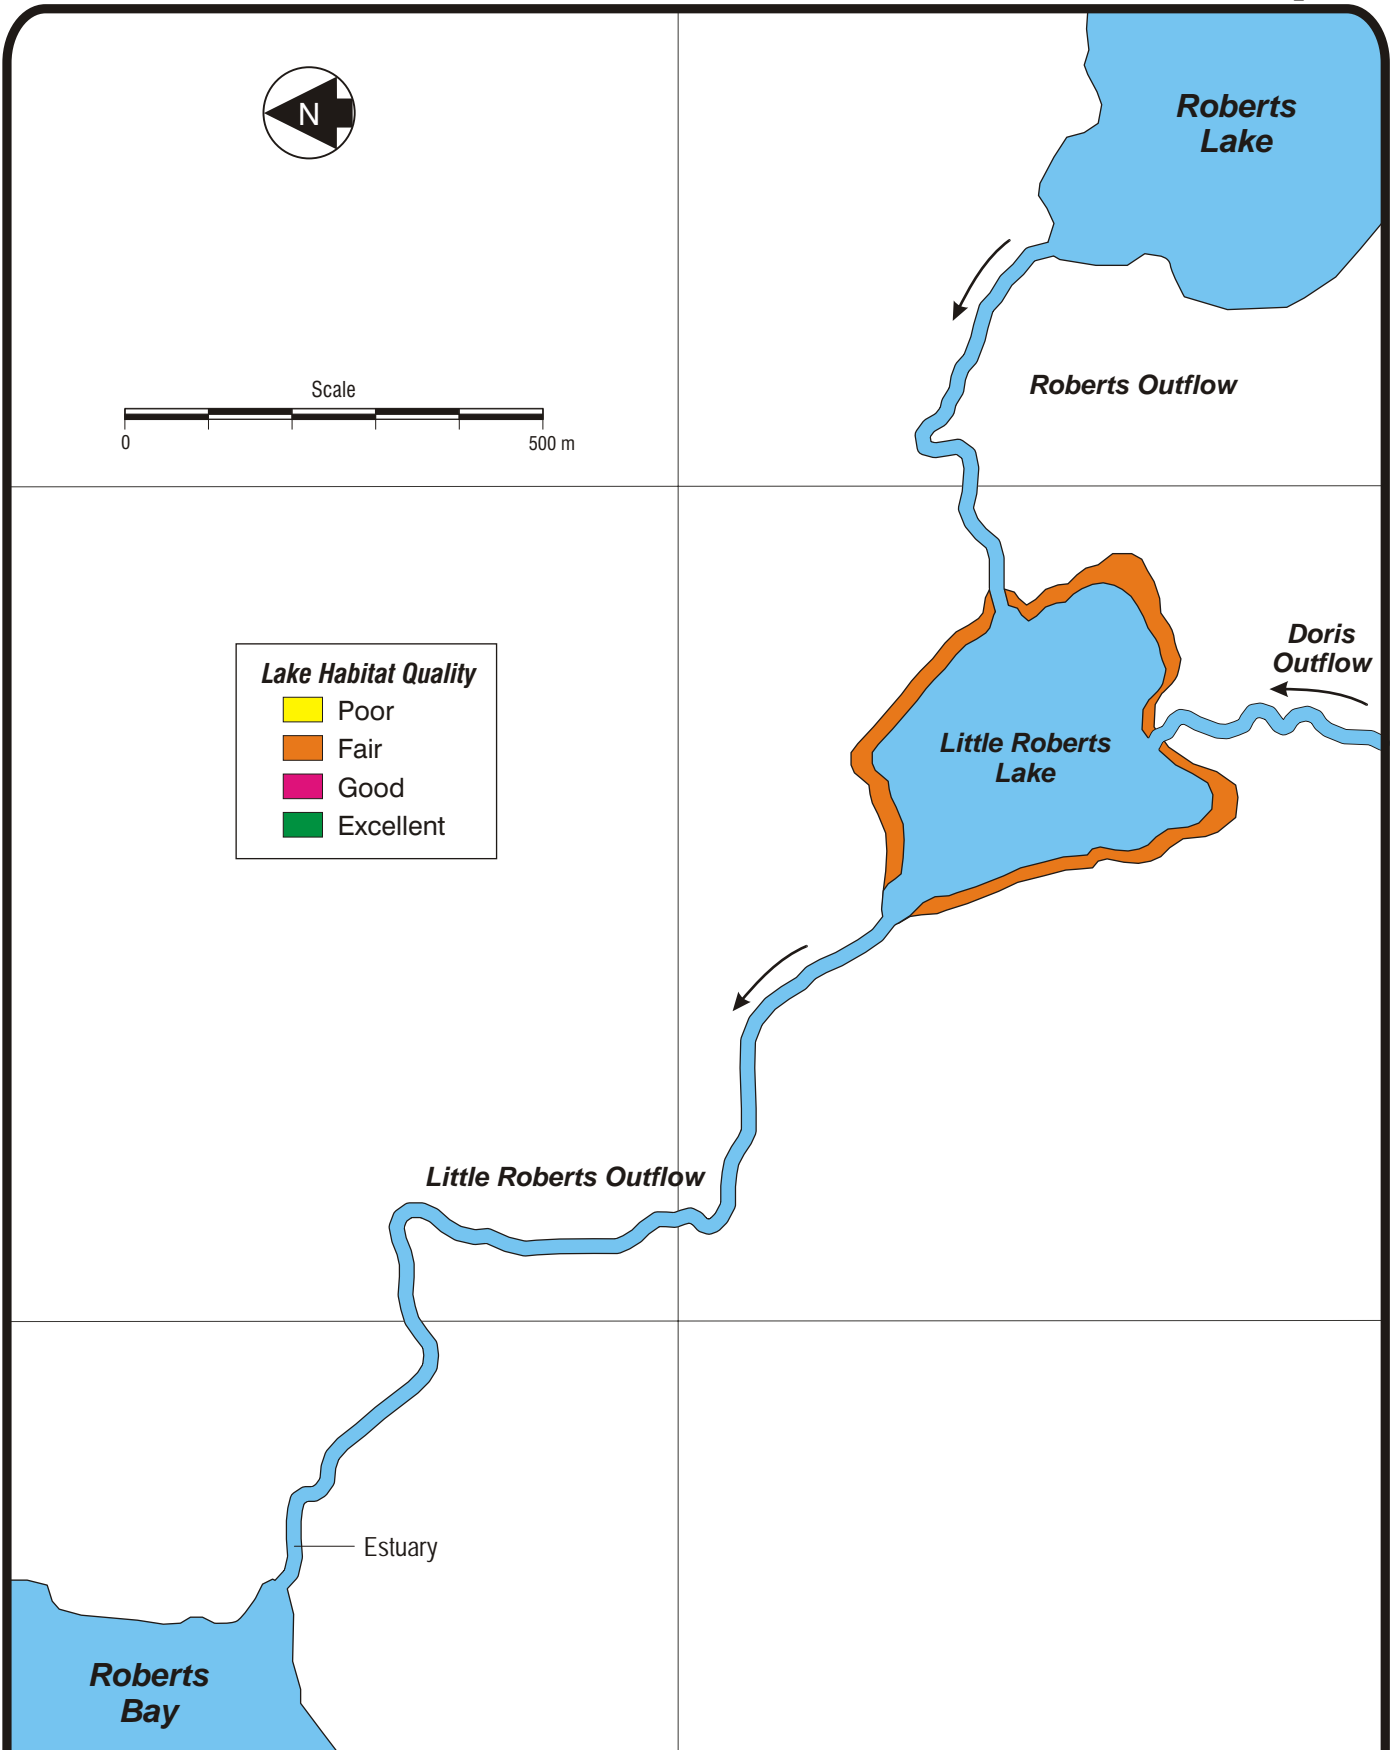 N
Roberts
Lake
Scale
0
500 m
Roberts Outflow
Doris
Outflow
Lake Habitat Quality
Poor
Fair
Good
Excellent
Little Roberts
Lake
Little Roberts Outflow
Estuary
Roberts
Bay